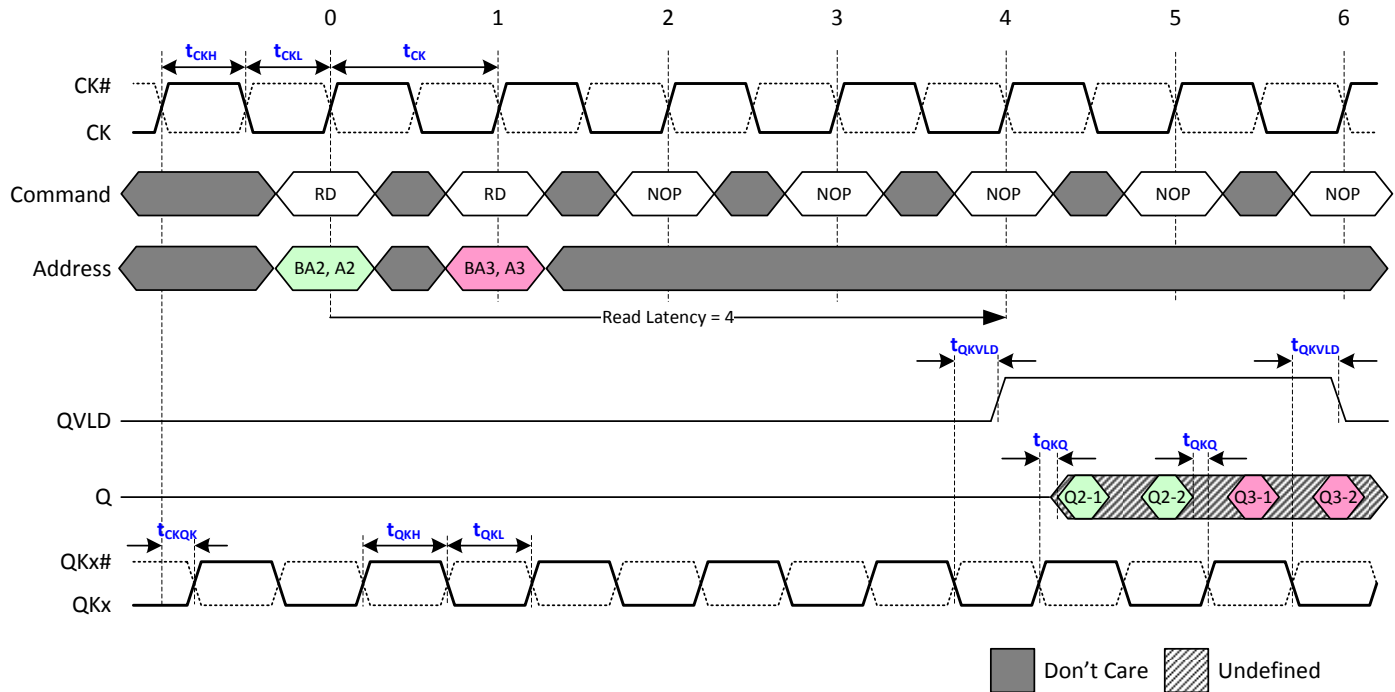 0 1 2 3 4 5 6
tCKH tCKL tCK
CK#
CK
Command RD RD NOP NOP NOP NOP NOP
Address BA2, A2 BA3, A3
Read Latency = 4
tQKVLD tQKVLD
QVLD
tQKQ tQKQ
Q Q2-1 Q2-2 Q3-1 Q3-2
tCKQK tQKH tQKL
QKx#
QKx
Don't Care Undefined